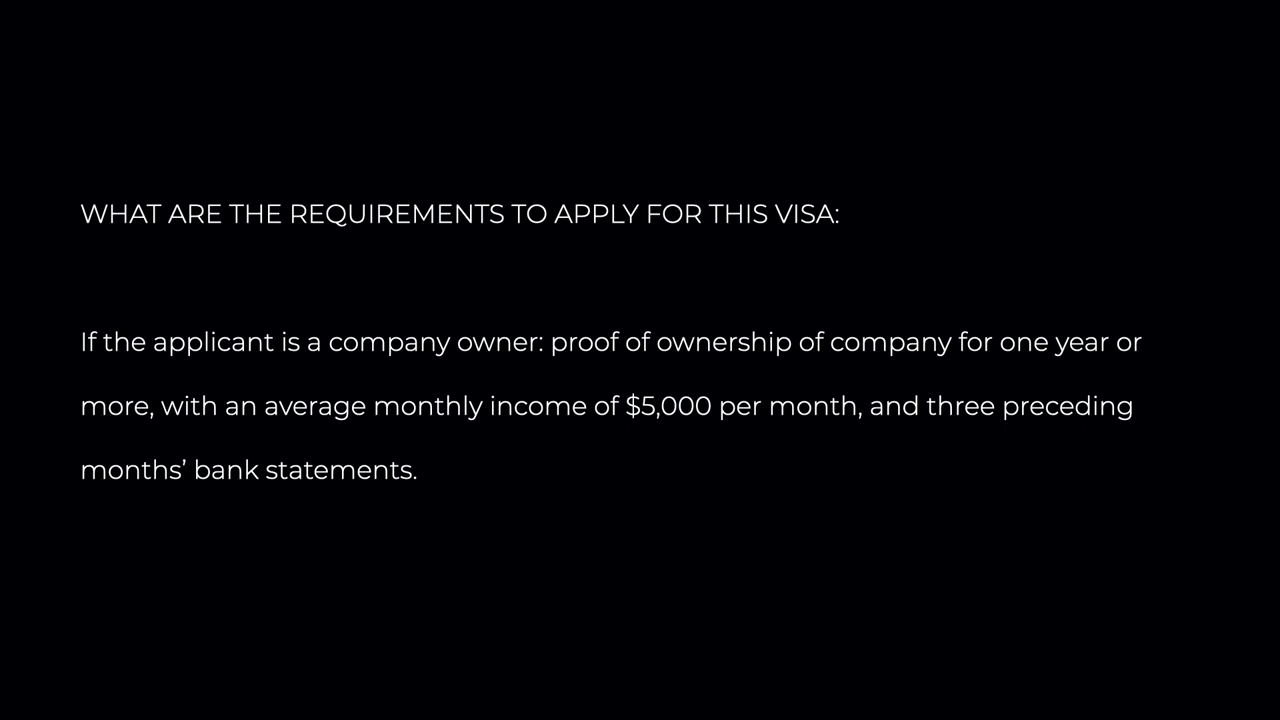 WHAT ARE THE REQUIREMENTS TO APPLY FOR THIS VISA:
If the applicant is a company owner: proof of ownership of company for one year or
more, with an average monthly income of $5,000 per month, and three preceding
months’ bank statements.